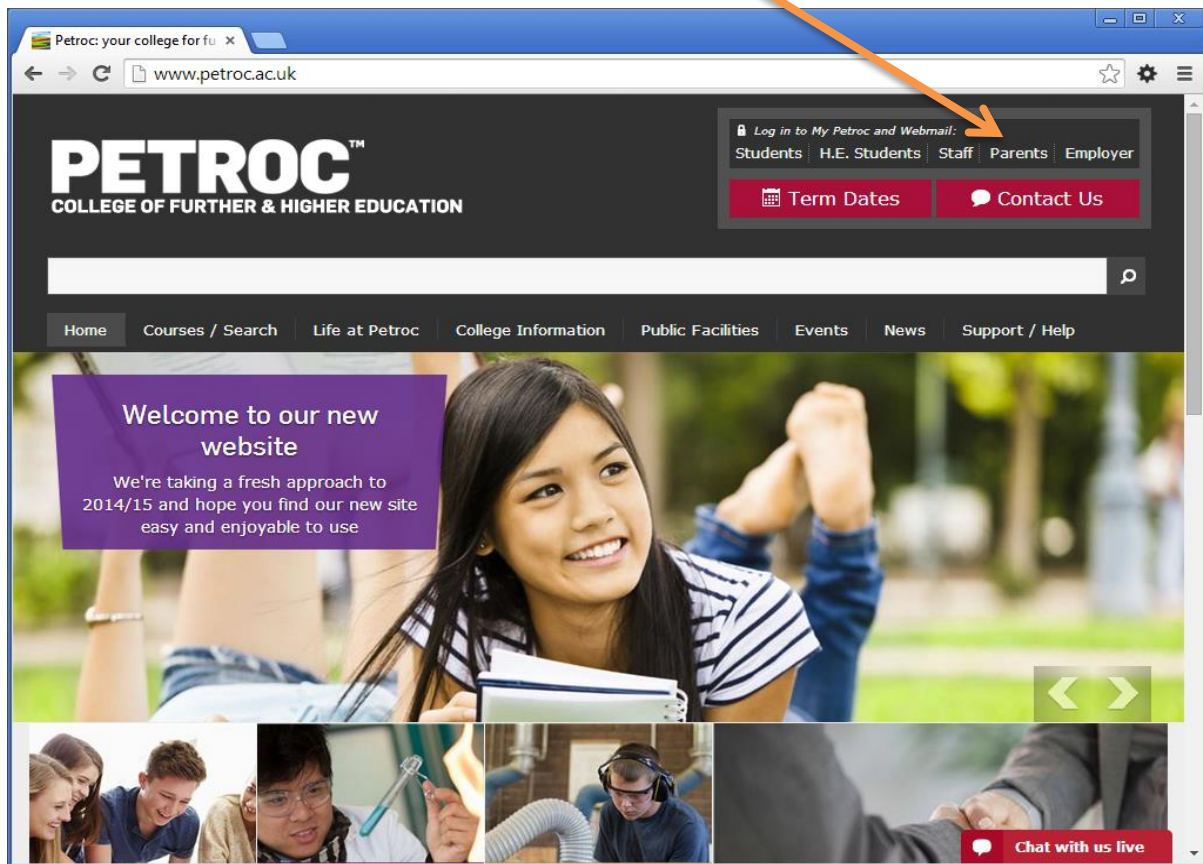 Petroc: your college for fu
www.petroc.ac.uk
PETROC™
COLLEGE OF FURTHER & HIGHER EDUCATION
Log in to My Petroc and Webmail:
Students H.E. Students Staff Parents Employer
Term Dates Contact Us
Home Courses / Search Life at Petroc College Information Public Facilities Events News Support / Help
Welcome to our new
website
We're taking a fresh approach to
2014/15 and hope you find our new site
easy and enjoyable to use
Chat with us live